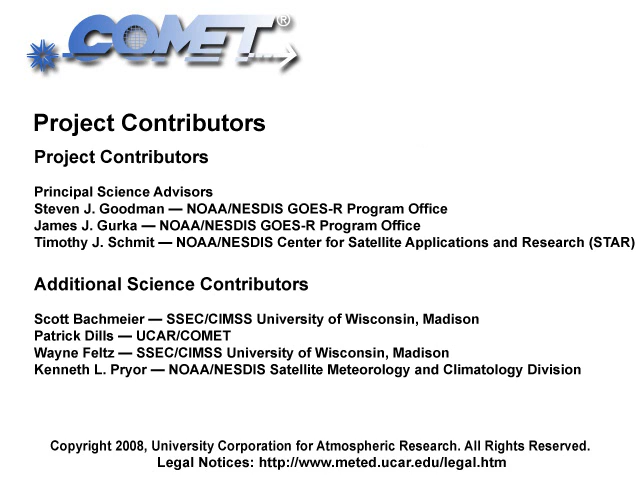 COMET®
Project Contributors
Project Contributors
Principal Science Advisors
Steven J. Goodman — NOAA/NESDIS GOES-R Program Office
James J. Gurka — NOAA/NESDIS GOES-R Program Office
Timothy J. Schmit — NOAA/NESDIS Center for Satellite Applications and Research (STAR)
Additional Science Contributors
Scott Bachmeier — SSEC/CIMSS University of Wisconsin, Madison
Patrick Dills — UCAR/COMET
Wayne Feltz — SSEC/CIMSS University of Wisconsin, Madison
Kenneth L. Pryor — NOAA/NESDIS Satellite Meteorology and Climatology Division
Copyright 2008, University Corporation for Atmospheric Research. All Rights Reserved.
Legal Notices: http://www.meted.ucar.edu/legal.htm